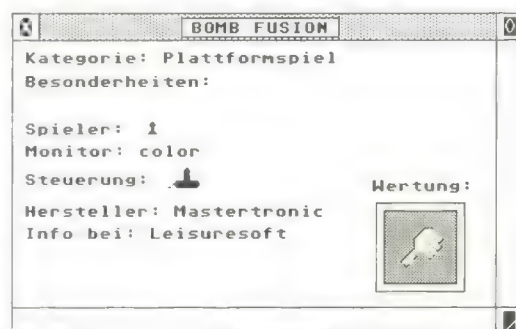 BOMB FUSION
Kategorie: Plattformspiel
Besonderheiten:
Spieler:
Monitor: color
Steuerung:
Wertung:
Hersteller: Mastertronic
Info bei: Leisuresoft